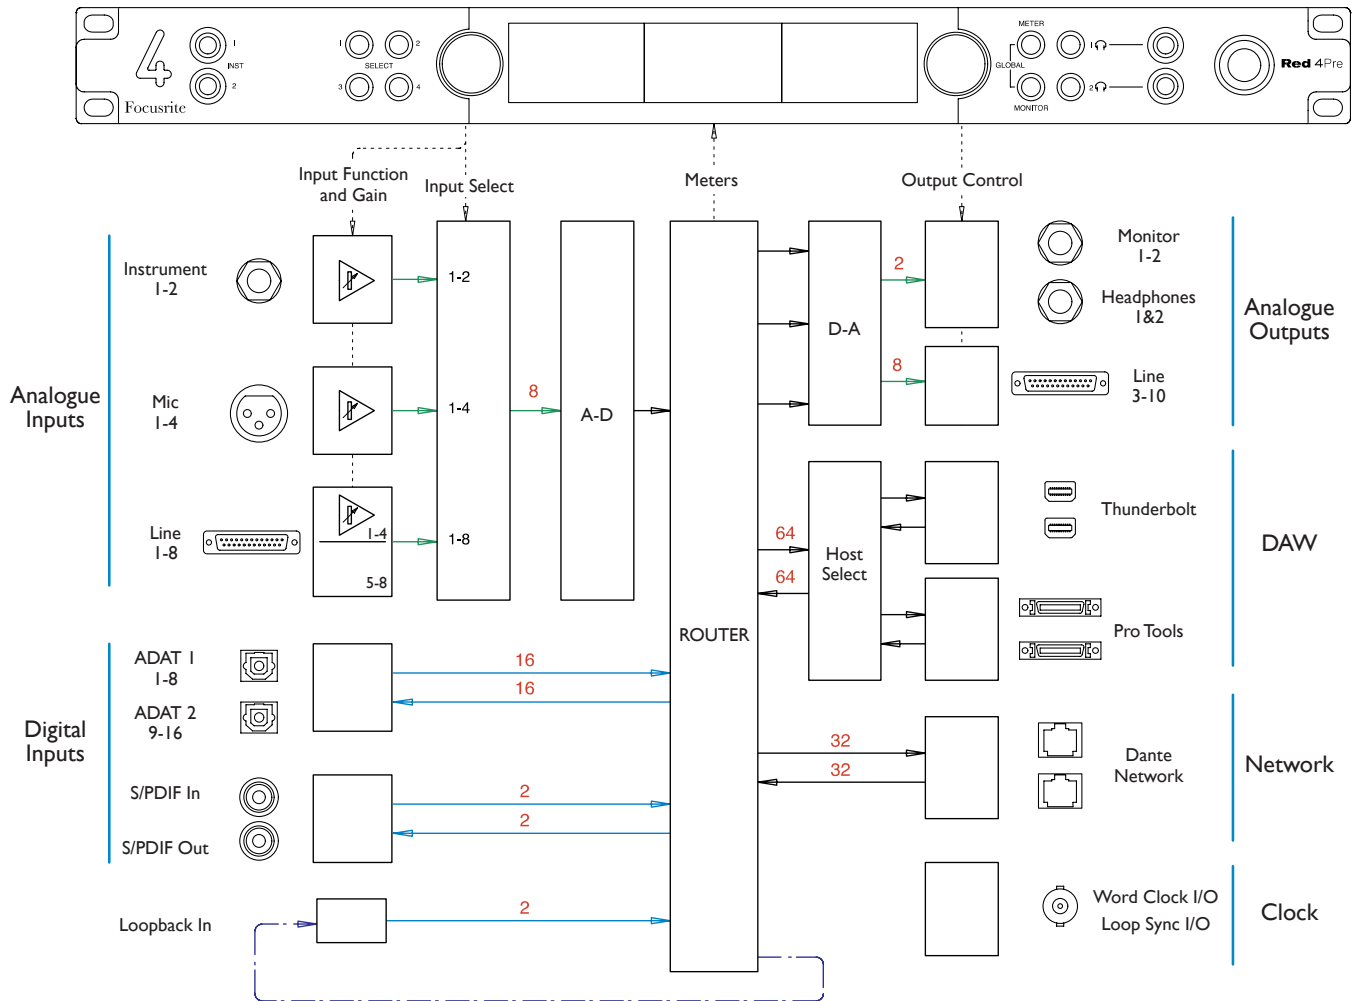 4
Focusrite
1
INST
2
1
2
SELECT
3
4
METER
GLOBAL
MONITOR
1
2
Red 4Pre
Input Function
and Gain
Input Select
Meters
Output Control
Analogue
Inputs
Instrument
1-2
1-2
Mic
1-4
1-4
Line
1-8
1-4
5-8
1-8
8
A-D
ROUTER
D-A
2
8
Monitor
1-2
Headphones
1&2
Line
3-10
Analogue
Outputs
64
64
Host
Select
Thunderbolt
Pro Tools
DAW
Digital
Inputs
ADAT 1
1-8
ADAT 2
9-16
16
16
S/PDIF In
S/PDIF Out
2
2
Loopback In
2
32
32
Dante
Network
Network
Word Clock I/O
Loop Sync I/O
Clock